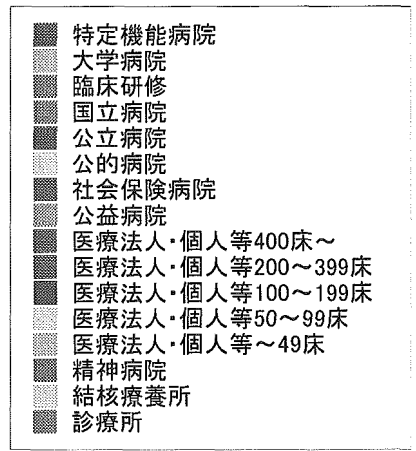 特定機能病院
大学病院
臨床研修
国立病院
公立病院
公的病院
社会保険病院
公益病院
医療法人・個人等400床～
医療法人・個人等200～399床
医療法人・個人等100～199床
医療法人・個人等50～99床
医療法人・個人等～49床
精神病院
結核療養所
診療所